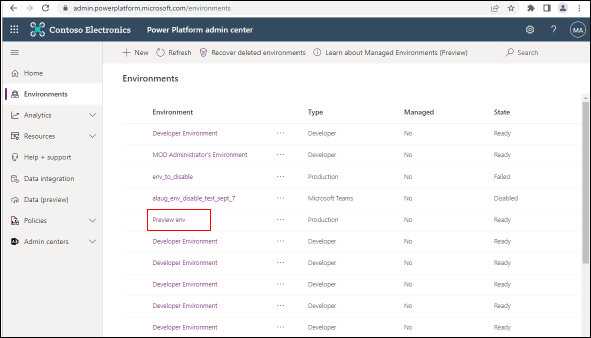 admin.powerplatform.microsoft.com/environments
Contoso Electronics Power Platform admin center ? MA
New Refresh Recover deleted environments Learn about Managed Environments (Preview) Search
Home
Environments
Analytics
Resources
Help + support
Data integration
Data (preview)
Policies
Admin centers
Environments
Environment Type Managed State
Developer Environment ... Developer No Ready
MOD Administrator's Environment ... Developer No Ready
env_to_disable ... Production No Failed
alaug_env_disable_test_sept_7 ... Microsoft Teams No Disabled
Preview env ... Production No Ready
Developer Environment ... Developer No Ready
Developer Environment ... Developer No Ready
Developer Environment ... Developer No Ready
Developer Environment ... Developer No Ready
Developer Environment ... Developer No Ready